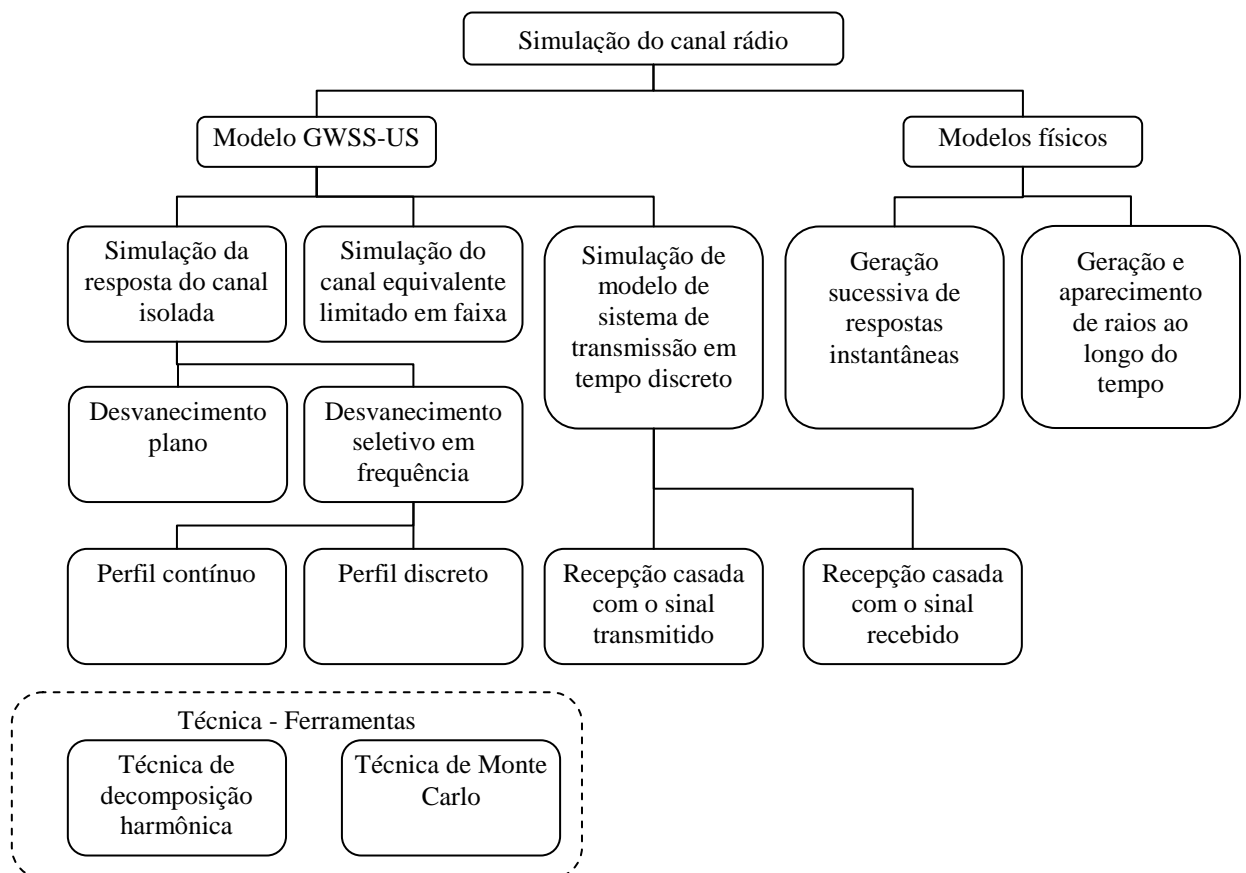 Simulação do canal rádio
Modelo GWSS-US
Modelos físicos
Simulação da
resposta do canal
isolada
Simulação do
canal equivalente
limitado em faixa
Simulação de
modelo de
sistema de
transmissão em
tempo discreto
Geração
sucessiva de
respostas
instantâneas
Geração e
aparecimento
de raios ao
longo do
tempo
Desvanecimento
plano
Desvanecimento
seletivo em
frequência
Perfil contínuo
Perfil discreto
Recepção casada
com o sinal
transmitido
Recepção casada
com o sinal
recebido
Técnica - Ferramentas
Técnica de
decomposição
harmônica
Técnica de Monte
Carlo